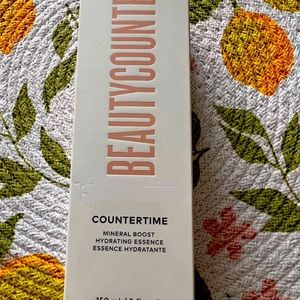 BEAUTYCOUNTE
COUNTERTIME
MINERAL BOOST
HYDRATING ESSENCE
ESSENCE HYDRATANTE